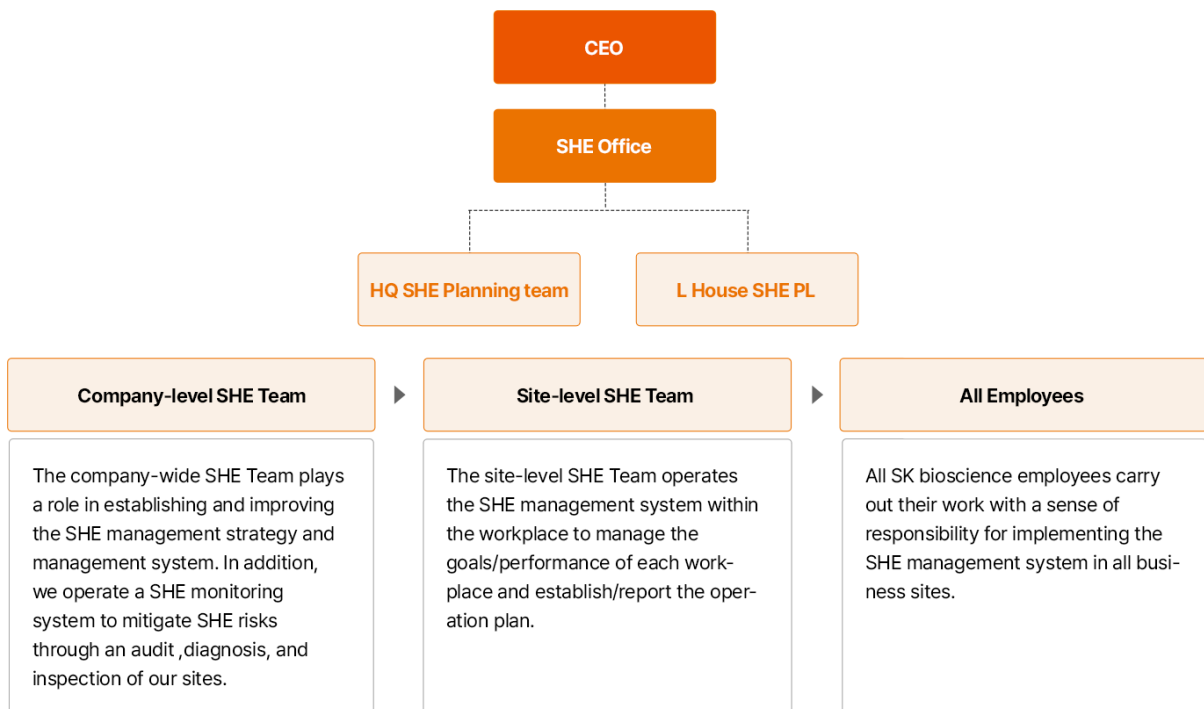 CEO
SHE Office
HQ SHE Planning team
L House SHE PL
Company-level SHE Team
Site-level SHE Team
All Employees
The company-wide SHE Team plays
a role in establishing and improving
the SHE management strategy and
management system. In addition,
we operate a SHE monitoring
system to mitigate SHE risks
through an audit ,diagnosis, and
inspection of our sites.
The site-level SHE Team operates
the SHE management system within
the workplace to manage the
goals/performance of each work-
place and establish/report the oper-
ation plan.
All SK bioscience employees carry
out their work with a sense of
responsibility for implementing the
SHE management system in all busi-
ness sites.